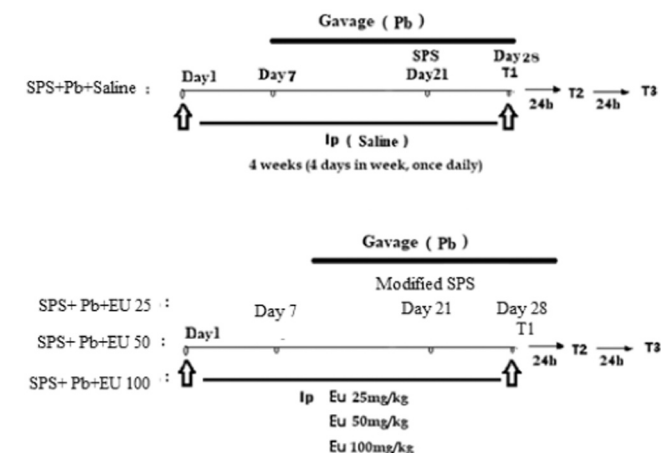 Gavage ( Pb )
SPS Day28
Day1 Day7 Day21 T1
SPS+Pb+Saline :
24h T2 24h T3
Ip ( Saline )
4 weeks (4 days in week, once daily)
Gavage ( Pb )
Modified SPS
SPS+ Pb+EU 25 :
Day 7 Day 21 Day 28
Day1 T1
SPS+ Pb+EU 50 :
24h T2 24h T3
SPS+ Pb+EU 100 :
Ip Eu 25mg/kg
Eu 50mg/kg
Eu 100mg/kg